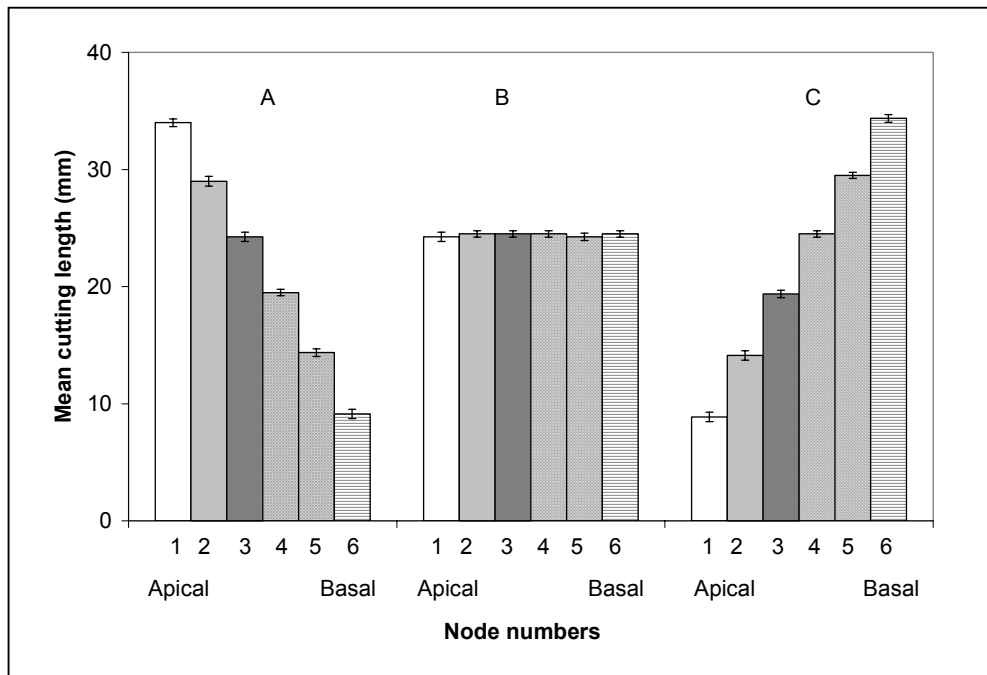 Mean cutting length (mm)
40
30
20
10
0
A B C
1 2 3 4 5 6 1 2 3 4 5 6 1 2 3 4 5 6
Apical Basal Apical Basal Apical Basal
Node numbers